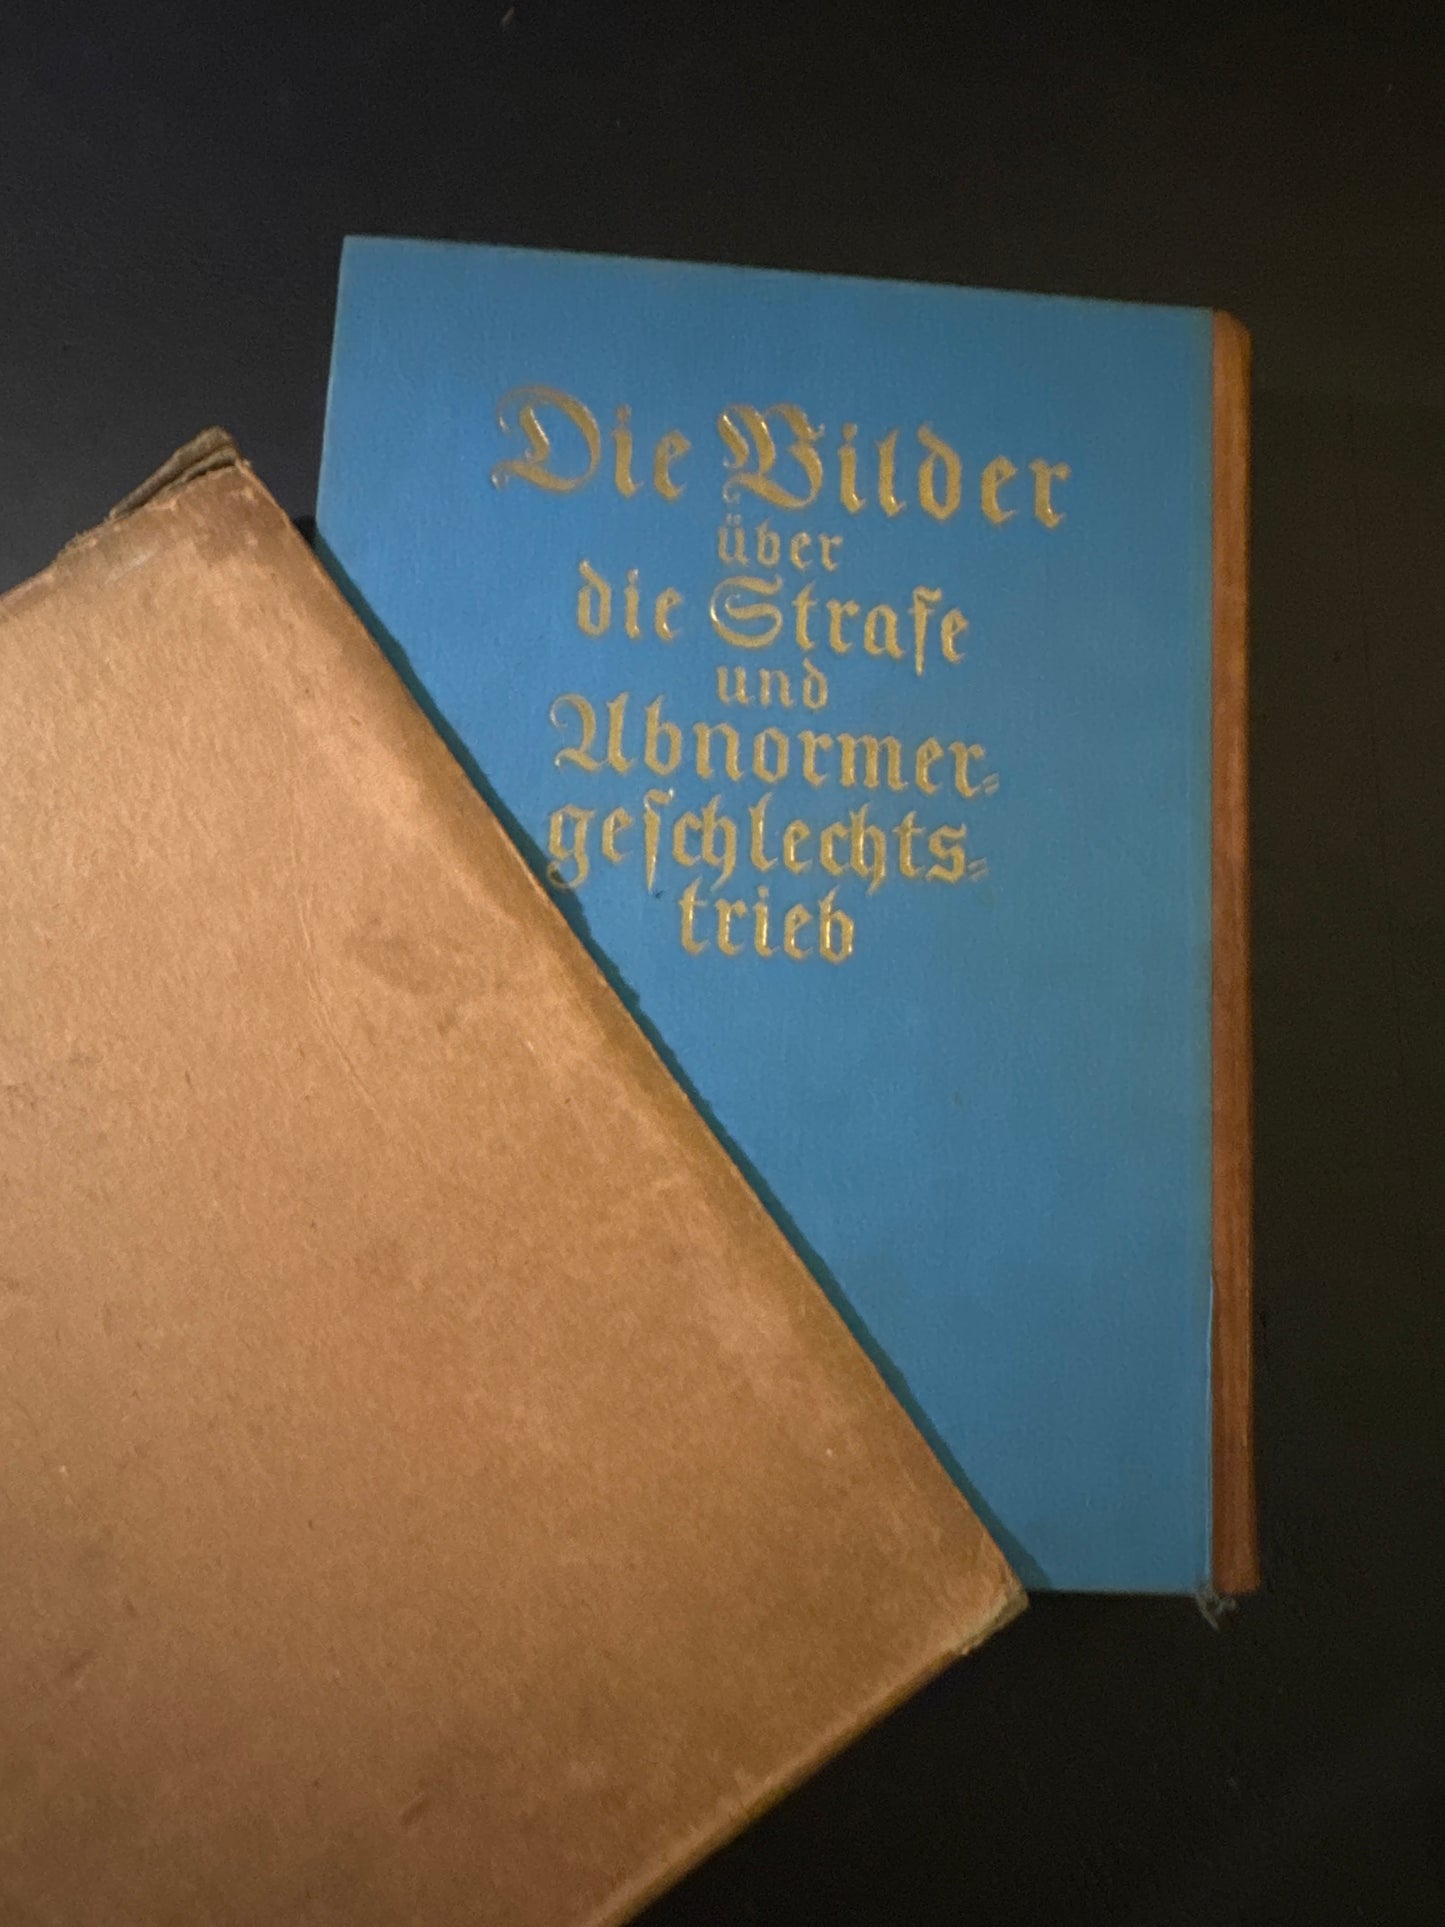 Die Bilder
über
die Strafe
und
Abnormer-
geschlechts-
trieb